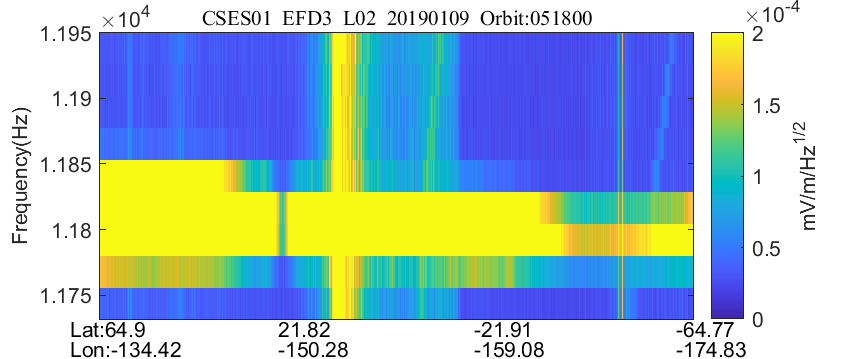 CSES01 EFD3 L02 20190109 Orbit:051800
×10⁴
×10⁻⁴
1.195
1.19
1.185
1.18
1.175
Frequency(Hz)
2
1.5
1
0.5
0
mV/m/Hz^1/2
Lat:64.9 21.82 -21.91 -64.77
Lon:-134.42 -150.28 -159.08 -174.83